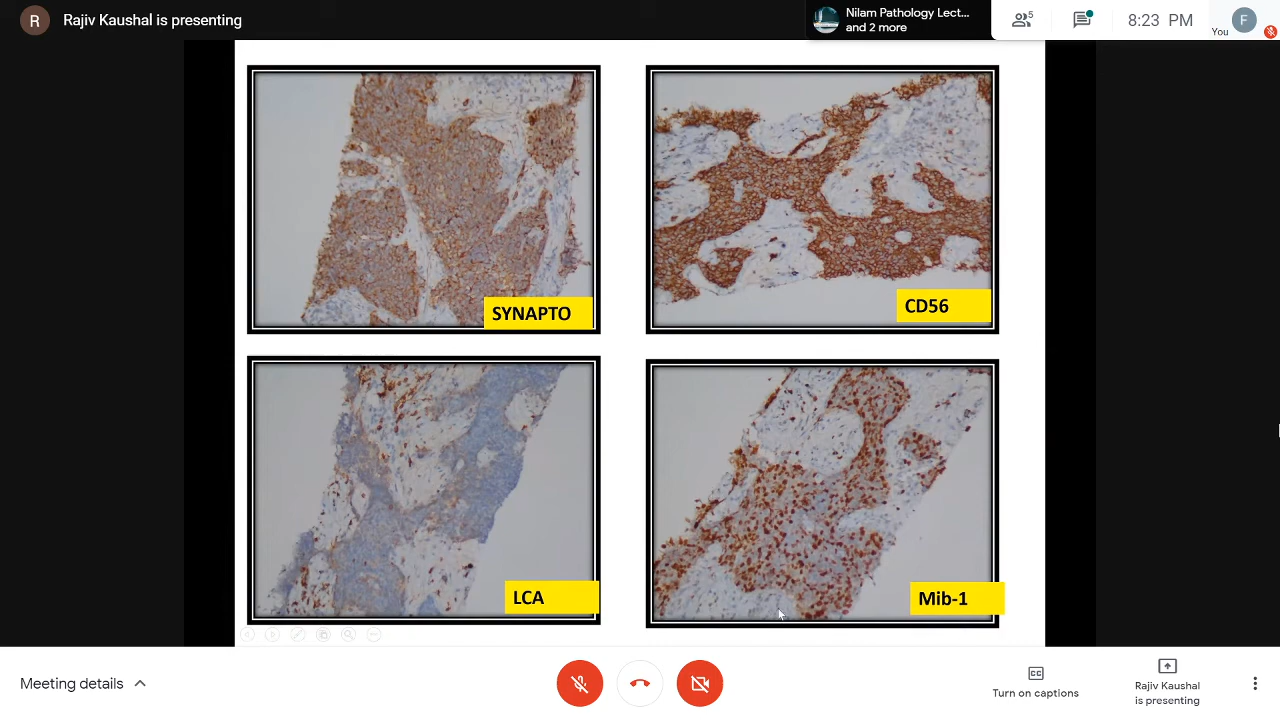 R
Rajiv Kaushal is presenting
Nilam Pathology Lect...
and 2 more
5
8:23 PM
You
F
SYNAPTO
CD56
LCA
Mib-1
Meeting details
CC
Turn on captions
Rajiv Kaushal
is presenting